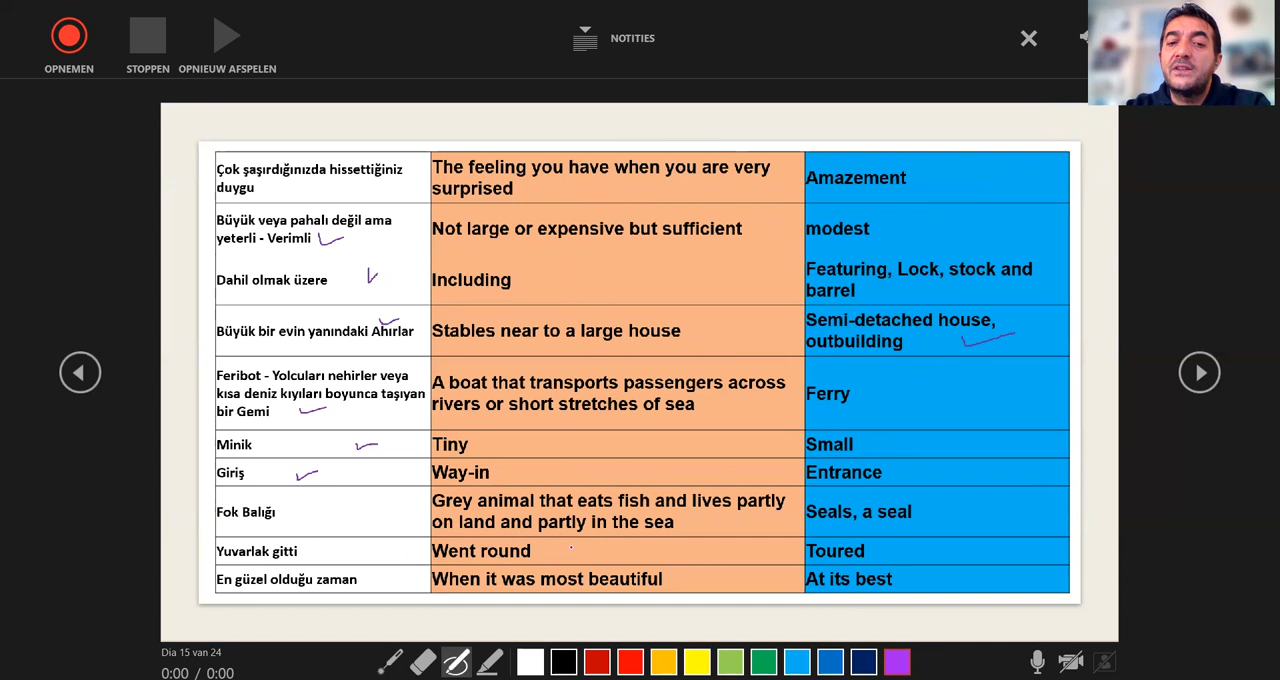 OPNEMEN
STOPPEN
OPNIEUW AFSPELEN
NOTITIES
Çok şaşırdığınızda hissettiğiniz
duygu
The feeling you have when you are very
surprised
Amazement
Büyük veya pahalı değil ama
yeterli - Verimli
Not large or expensive but sufficient
modest
Dahil olmak üzere
Including
Featuring, Lock, stock and
barrel
Büyük bir evin yanındaki Ahırlar
Stables near to a large house
Semi-detached house,
outbuilding
Feribot - Yolcuları nehirler veya
kısa deniz kıyıları boyunca taşıyan
bir Gemi
A boat that transports passengers across
rivers or short stretches of sea
Ferry
Minik
Tiny
Small
Giriş
Way-in
Entrance
Fok Balığı
Grey animal that eats fish and lives partly
on land and partly in the sea
Seals, a seal
Yuvarlak gitti
Went round
Toured
En güzel olduğu zaman
When it was most beautiful
At its best
Dia 15 van 24
0:00 / 0:00